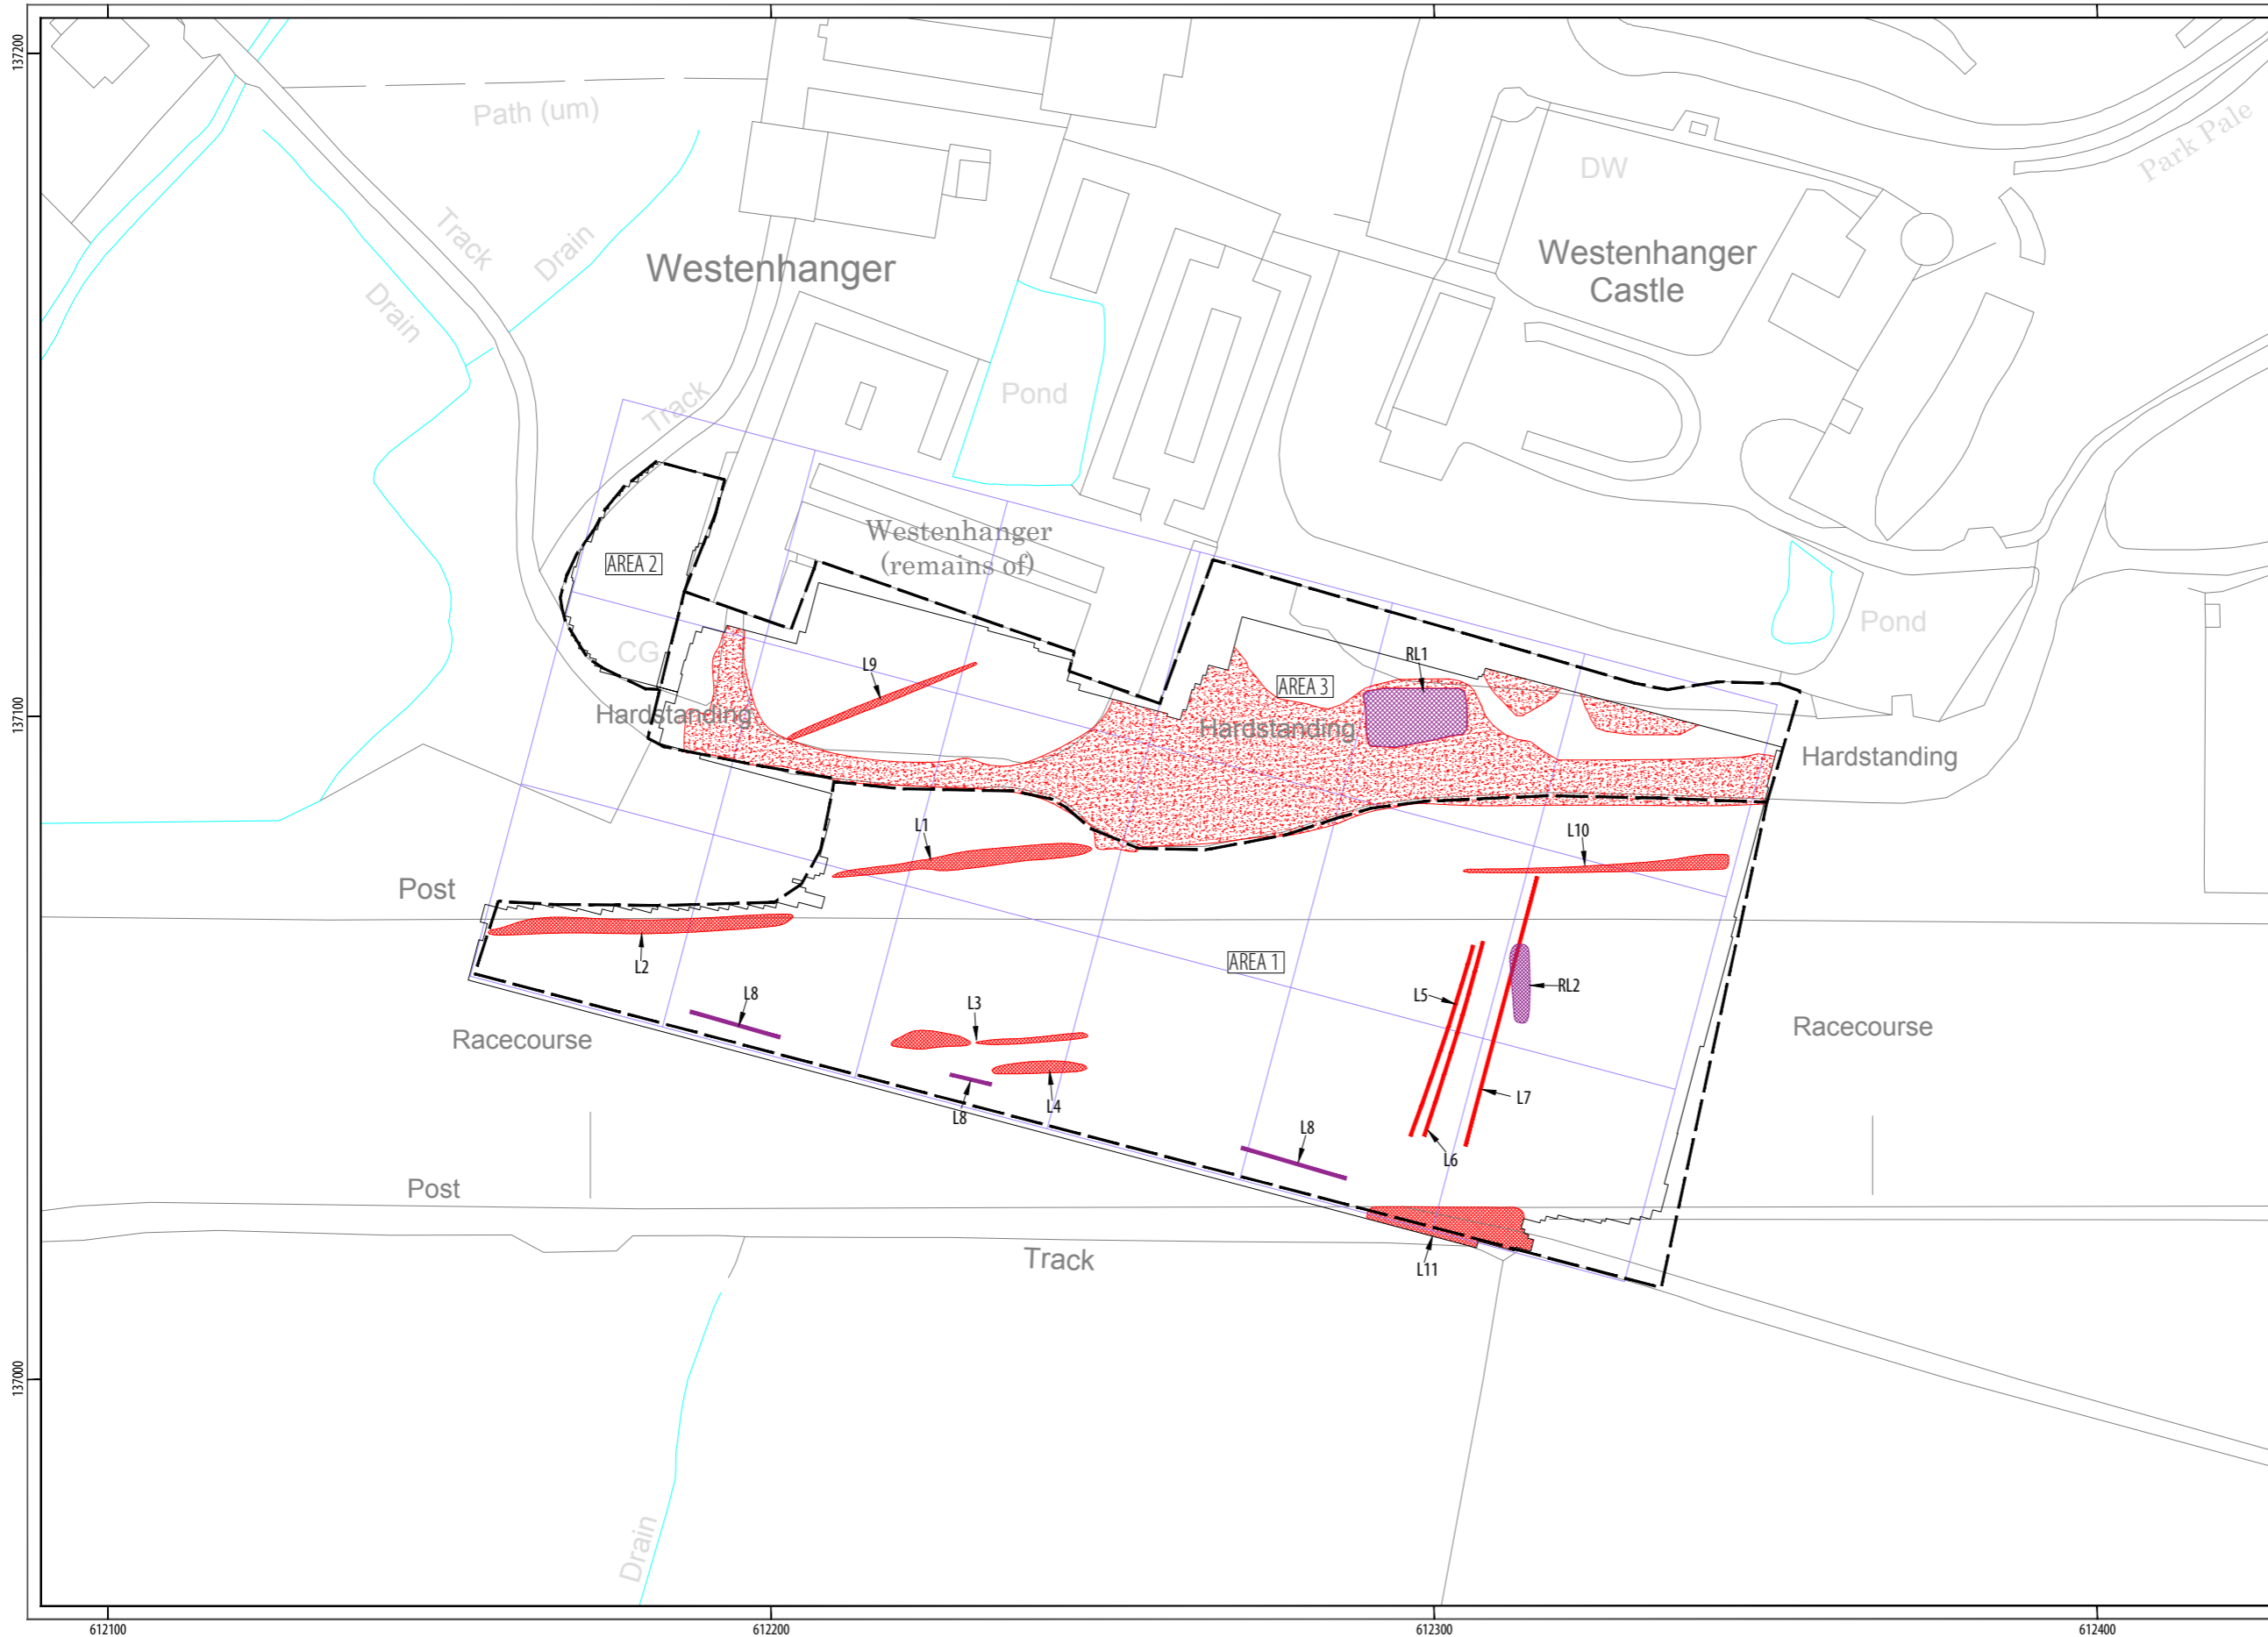 137200
Path (um)
Park Pale
DW
Track
Drain
Westenhanger
Westenhanger
Castle
Drain
Track
Pond
Westenhanger
(remains of)
AREA 2
Pond
CG
L9
RL1
AREA 3
137100
Hardstanding
Hardstanding
Hardstanding
L1
L10
Post
L2
AREA 1
L8
L3
L5
RL2
Racecourse
Racecourse
L8
L4
L7
L8
L6
Post
Track
L11
137000
Drain
612100
612200
612300
612400